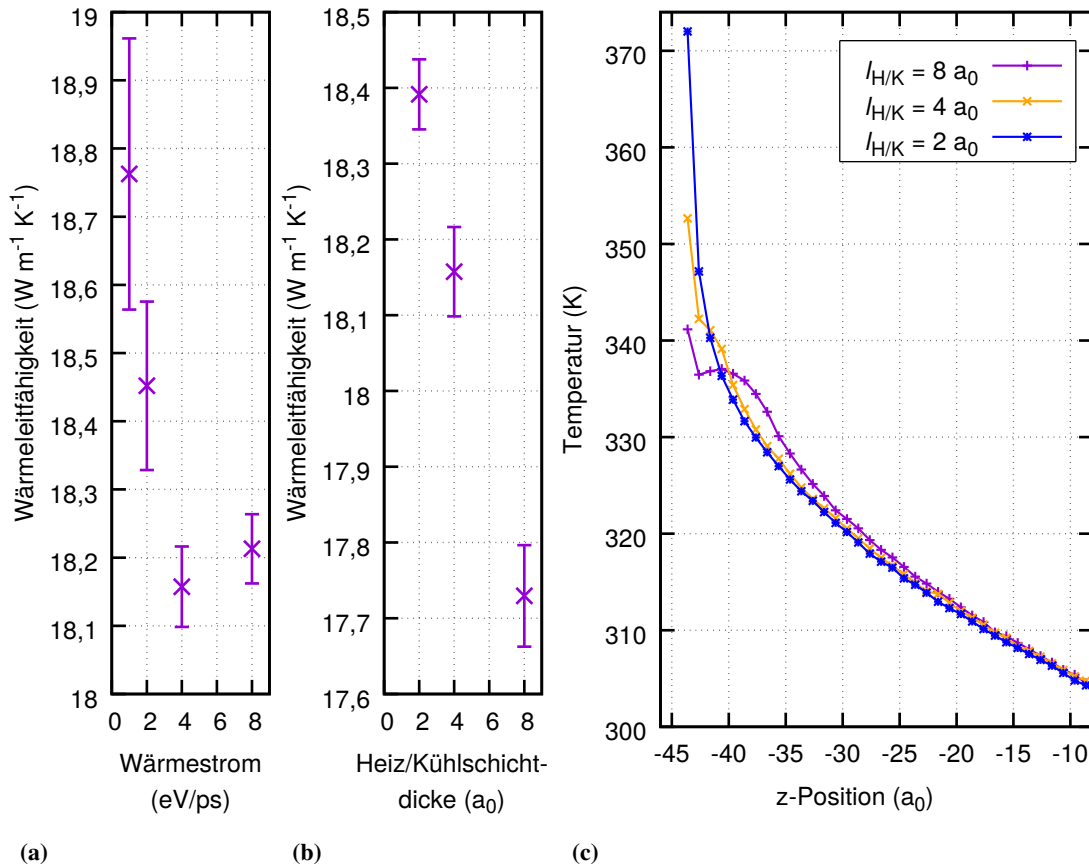 Wärmeleitfähigkeit (W m⁻¹ K⁻¹)
19
18,9
18,8
18,7
18,6
18,5
18,4
18,3
18,2
18,1
18
0 2 4 6 8
Wärmestrom
(eV/ps)
(a)
Wärmeleitfähigkeit (W m⁻¹ K⁻¹)
18,5
18,4
18,3
18,2
18,1
18
17,9
17,8
17,7
17,6
0 2 4 6 8
Heiz/Kühlschicht-
dicke (a₀)
(b)
Temperatur (K)
370
360
350
340
330
320
310
300
-45 -40 -35 -30 -25 -20 -15 -10
z-Position (a₀)
l_H/K = 8 a₀
l_H/K = 4 a₀
l_H/K = 2 a₀
(c)